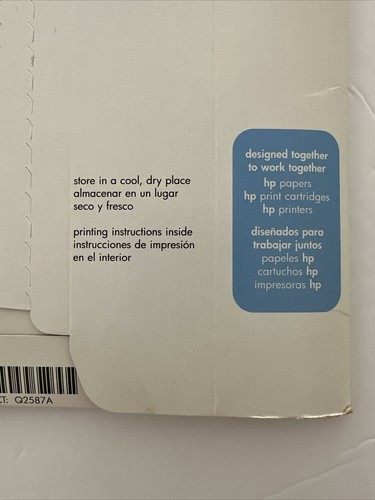 store in a cool, dry place
almacenar en un lugar
seco y fresco
printing instructions inside
instrucciones de impresión
en el interior
designed together
to work together
hp papers
hp print cartridges
hp printers
diseñados para
trabajar juntos
papeles hp
cartuchos hp
impresoras hp
CT: Q2587A